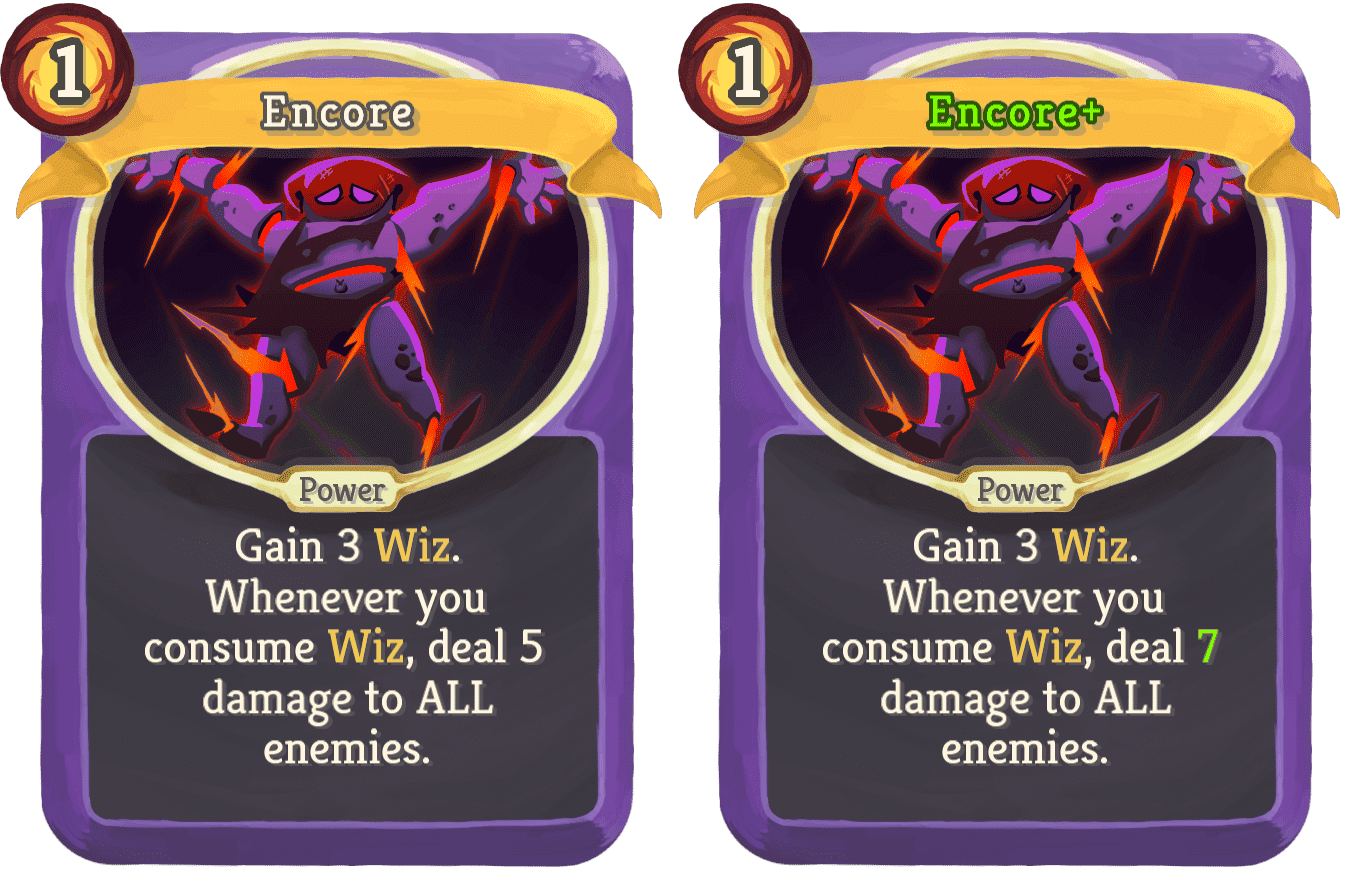 1
Encore
Power
Gain 3 Wiz.
Whenever you
consume Wiz, deal 5
damage to ALL
enemies.
1
Encore+
Power
Gain 3 Wiz.
Whenever you
consume Wiz, deal 7
damage to ALL
enemies.